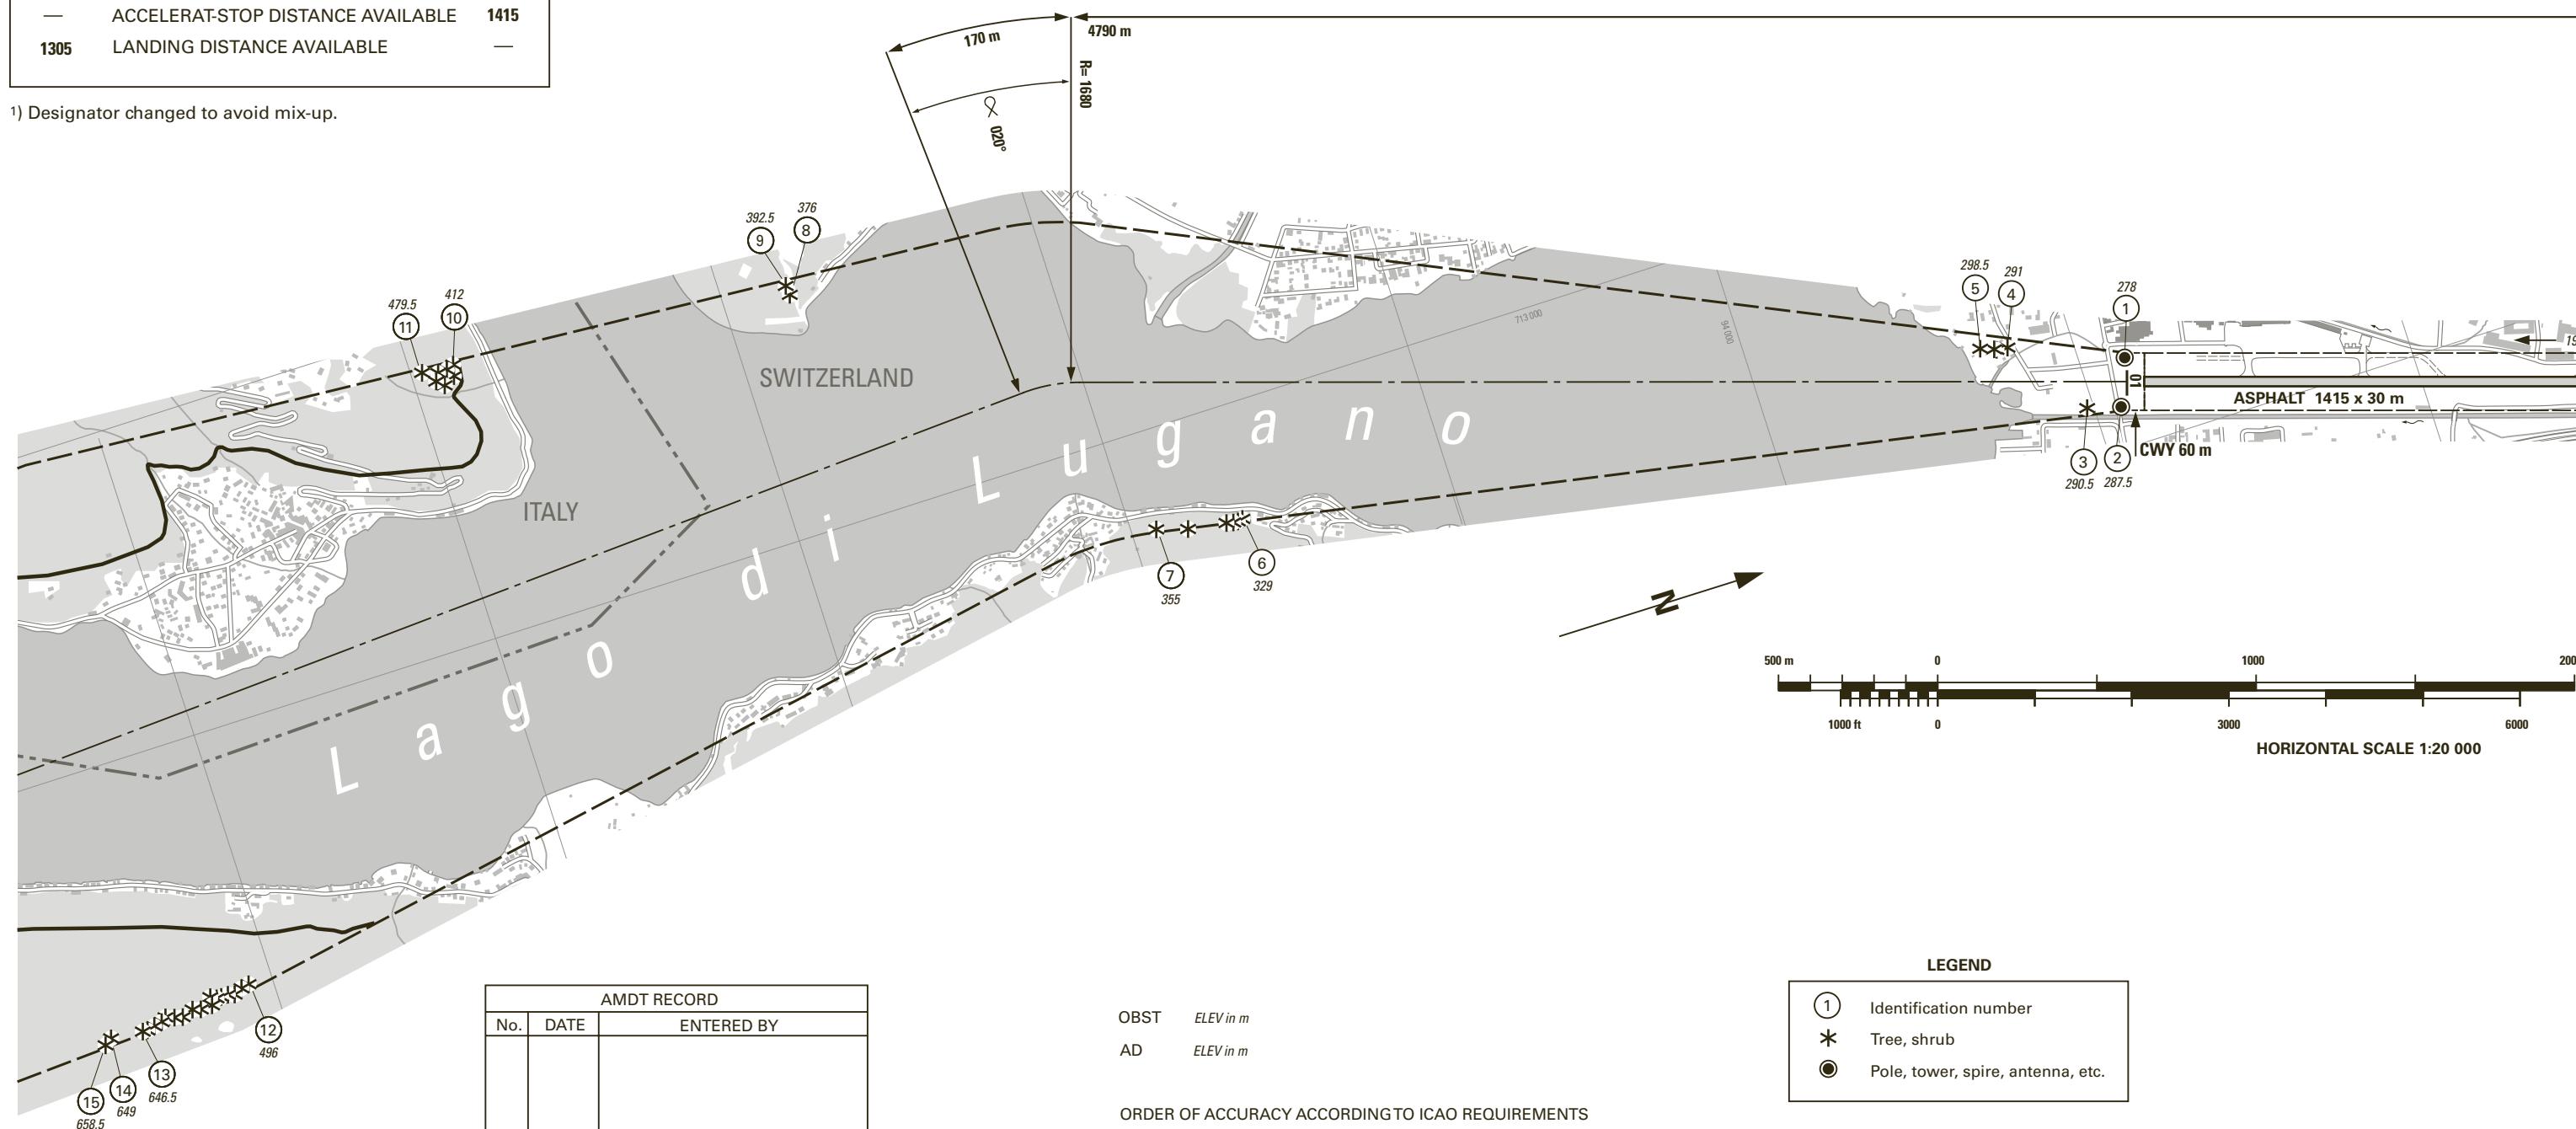 — ACCELERAT-STOP DISTANCE AVAILABLE 1415
1305 LANDING DISTANCE AVAILABLE —
1) Designator changed to avoid mix-up.
170 m
4790 m
R= 1680
020°
392.5
9
376
8
479.5
11
412
10
SWITZERLAND
ITALY
Lago di Lugano
713 000
94 000
298.5
5
291
4
278
1
01
ASPHALT 1415 x 30 m
CWY 60 m
3
290.5
2
287.5
7
355
6
329
N
500 m 0 1000
1000 ft 0 3000 6000
HORIZONTAL SCALE 1:20 000
12
496
13
646.5
14
649
15
658.5
AMDT RECORD
No. DATE ENTERED BY
OBST ELEV in m
AD ELEV in m
ORDER OF ACCURACY ACCORDING TO ICAO REQUIREMENTS
LEGEND
1 Identification number
Tree, shrub
Pole, tower, spire, antenna, etc.